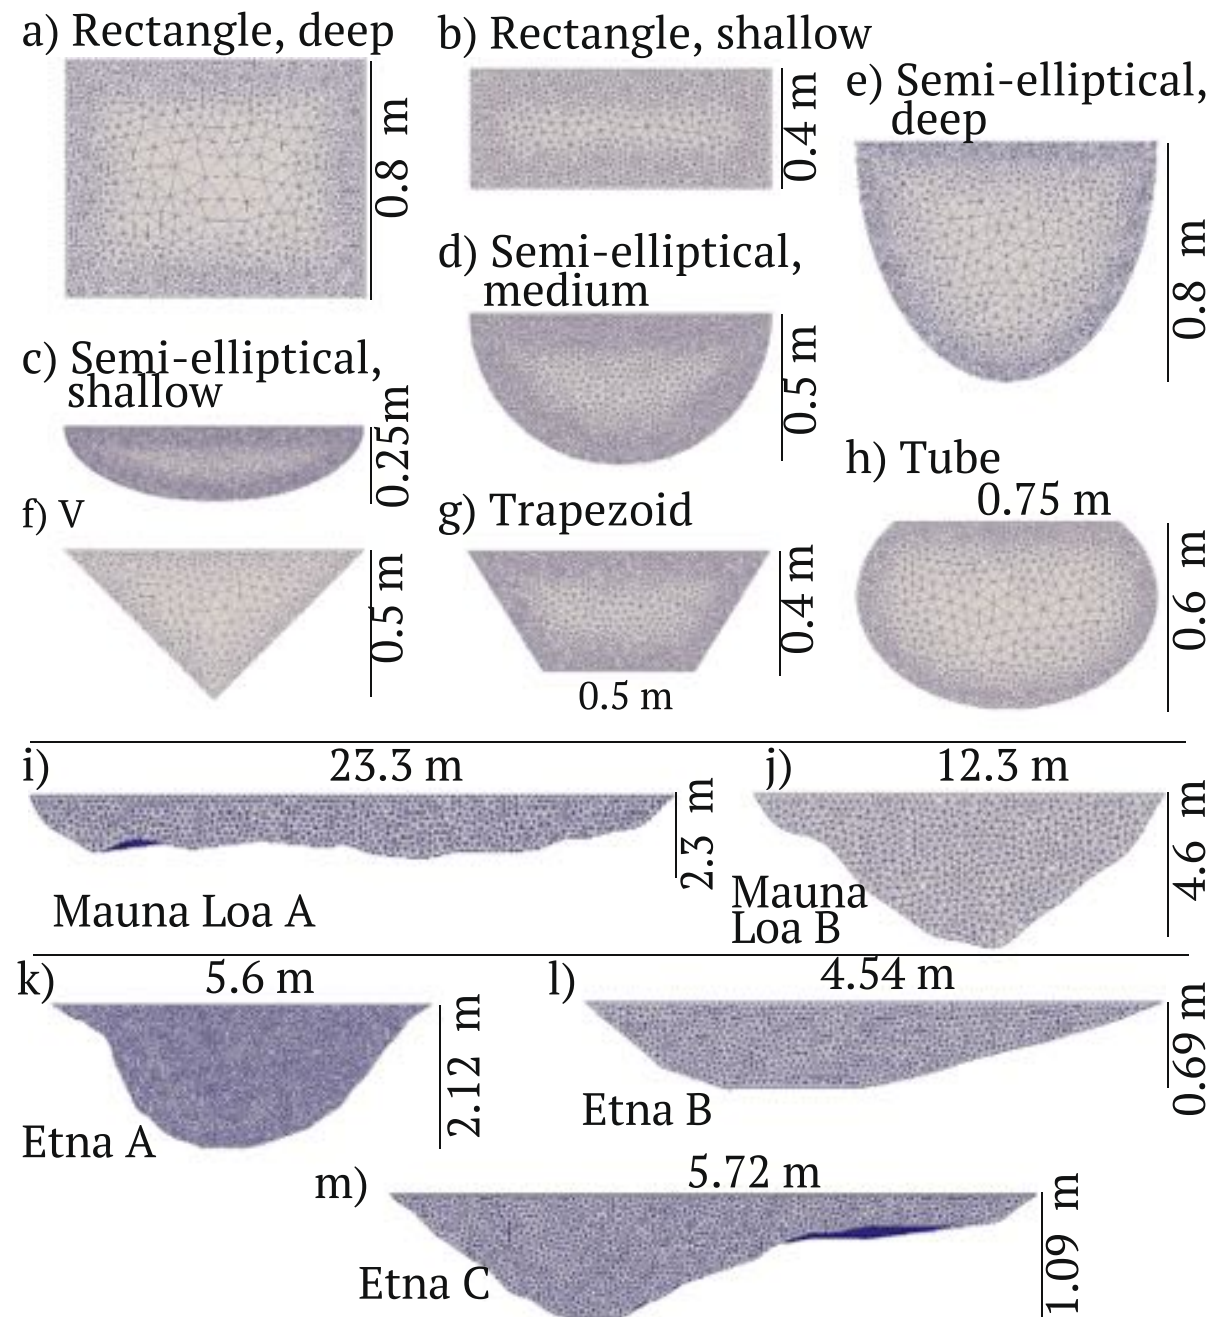 a) Rectangle, deep
0.8 m
b) Rectangle, shallow
0.4 m
e) Semi-elliptical,
deep
0.8 m
d) Semi-elliptical,
medium
0.5 m
c) Semi-elliptical,
shallow
0.25m
f) V
0.5 m
g) Trapezoid
0.4 m
0.5 m
h) Tube
0.75 m
0.6 m
i)
23.3 m
2.3 m
Mauna Loa A
j)
12.3 m
4.6 m
Mauna
Loa B
k)
5.6 m
2.12 m
Etna A
l)
4.54 m
0.69 m
Etna B
m)
5.72 m
1.09 m
Etna C